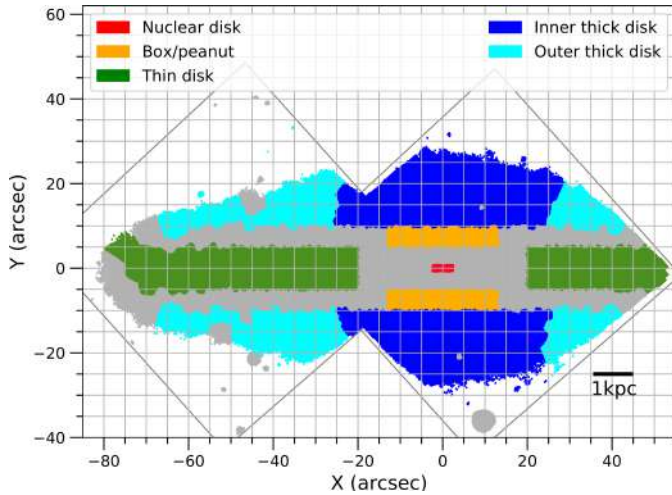 Nuclear disk
Box/peanut
Thin disk
Inner thick disk
Outer thick disk
60
40
20
0
−20
−40
Y (arcsec)
1kpc
−80 −60 −40 −20 0 20 40
X (arcsec)